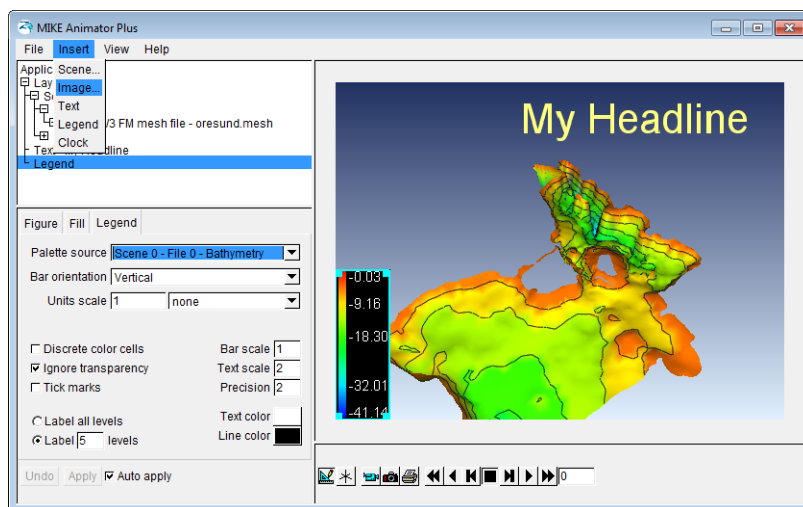 MIKE Animator Plus
File Insert View Help
Applic
Scene...
Lay
Image...
S
Text
Legend
/3 FM mesh file - oresund.mesh
Clock
Tex
dline
Legend
My Headline
Figure Fill Legend
Palette source Scene 0 - File 0 - Bathymetry
Bar orientation Vertical
Units scale 1 none
Discrete color cells Bar scale 1
Ignore transparency Text scale 2
Tick marks Precision 2
Label all levels Text color
Label 5 levels Line color
Undo Apply Auto apply
-0.03
-9.16
-18.30
-32.01
-41.14
0